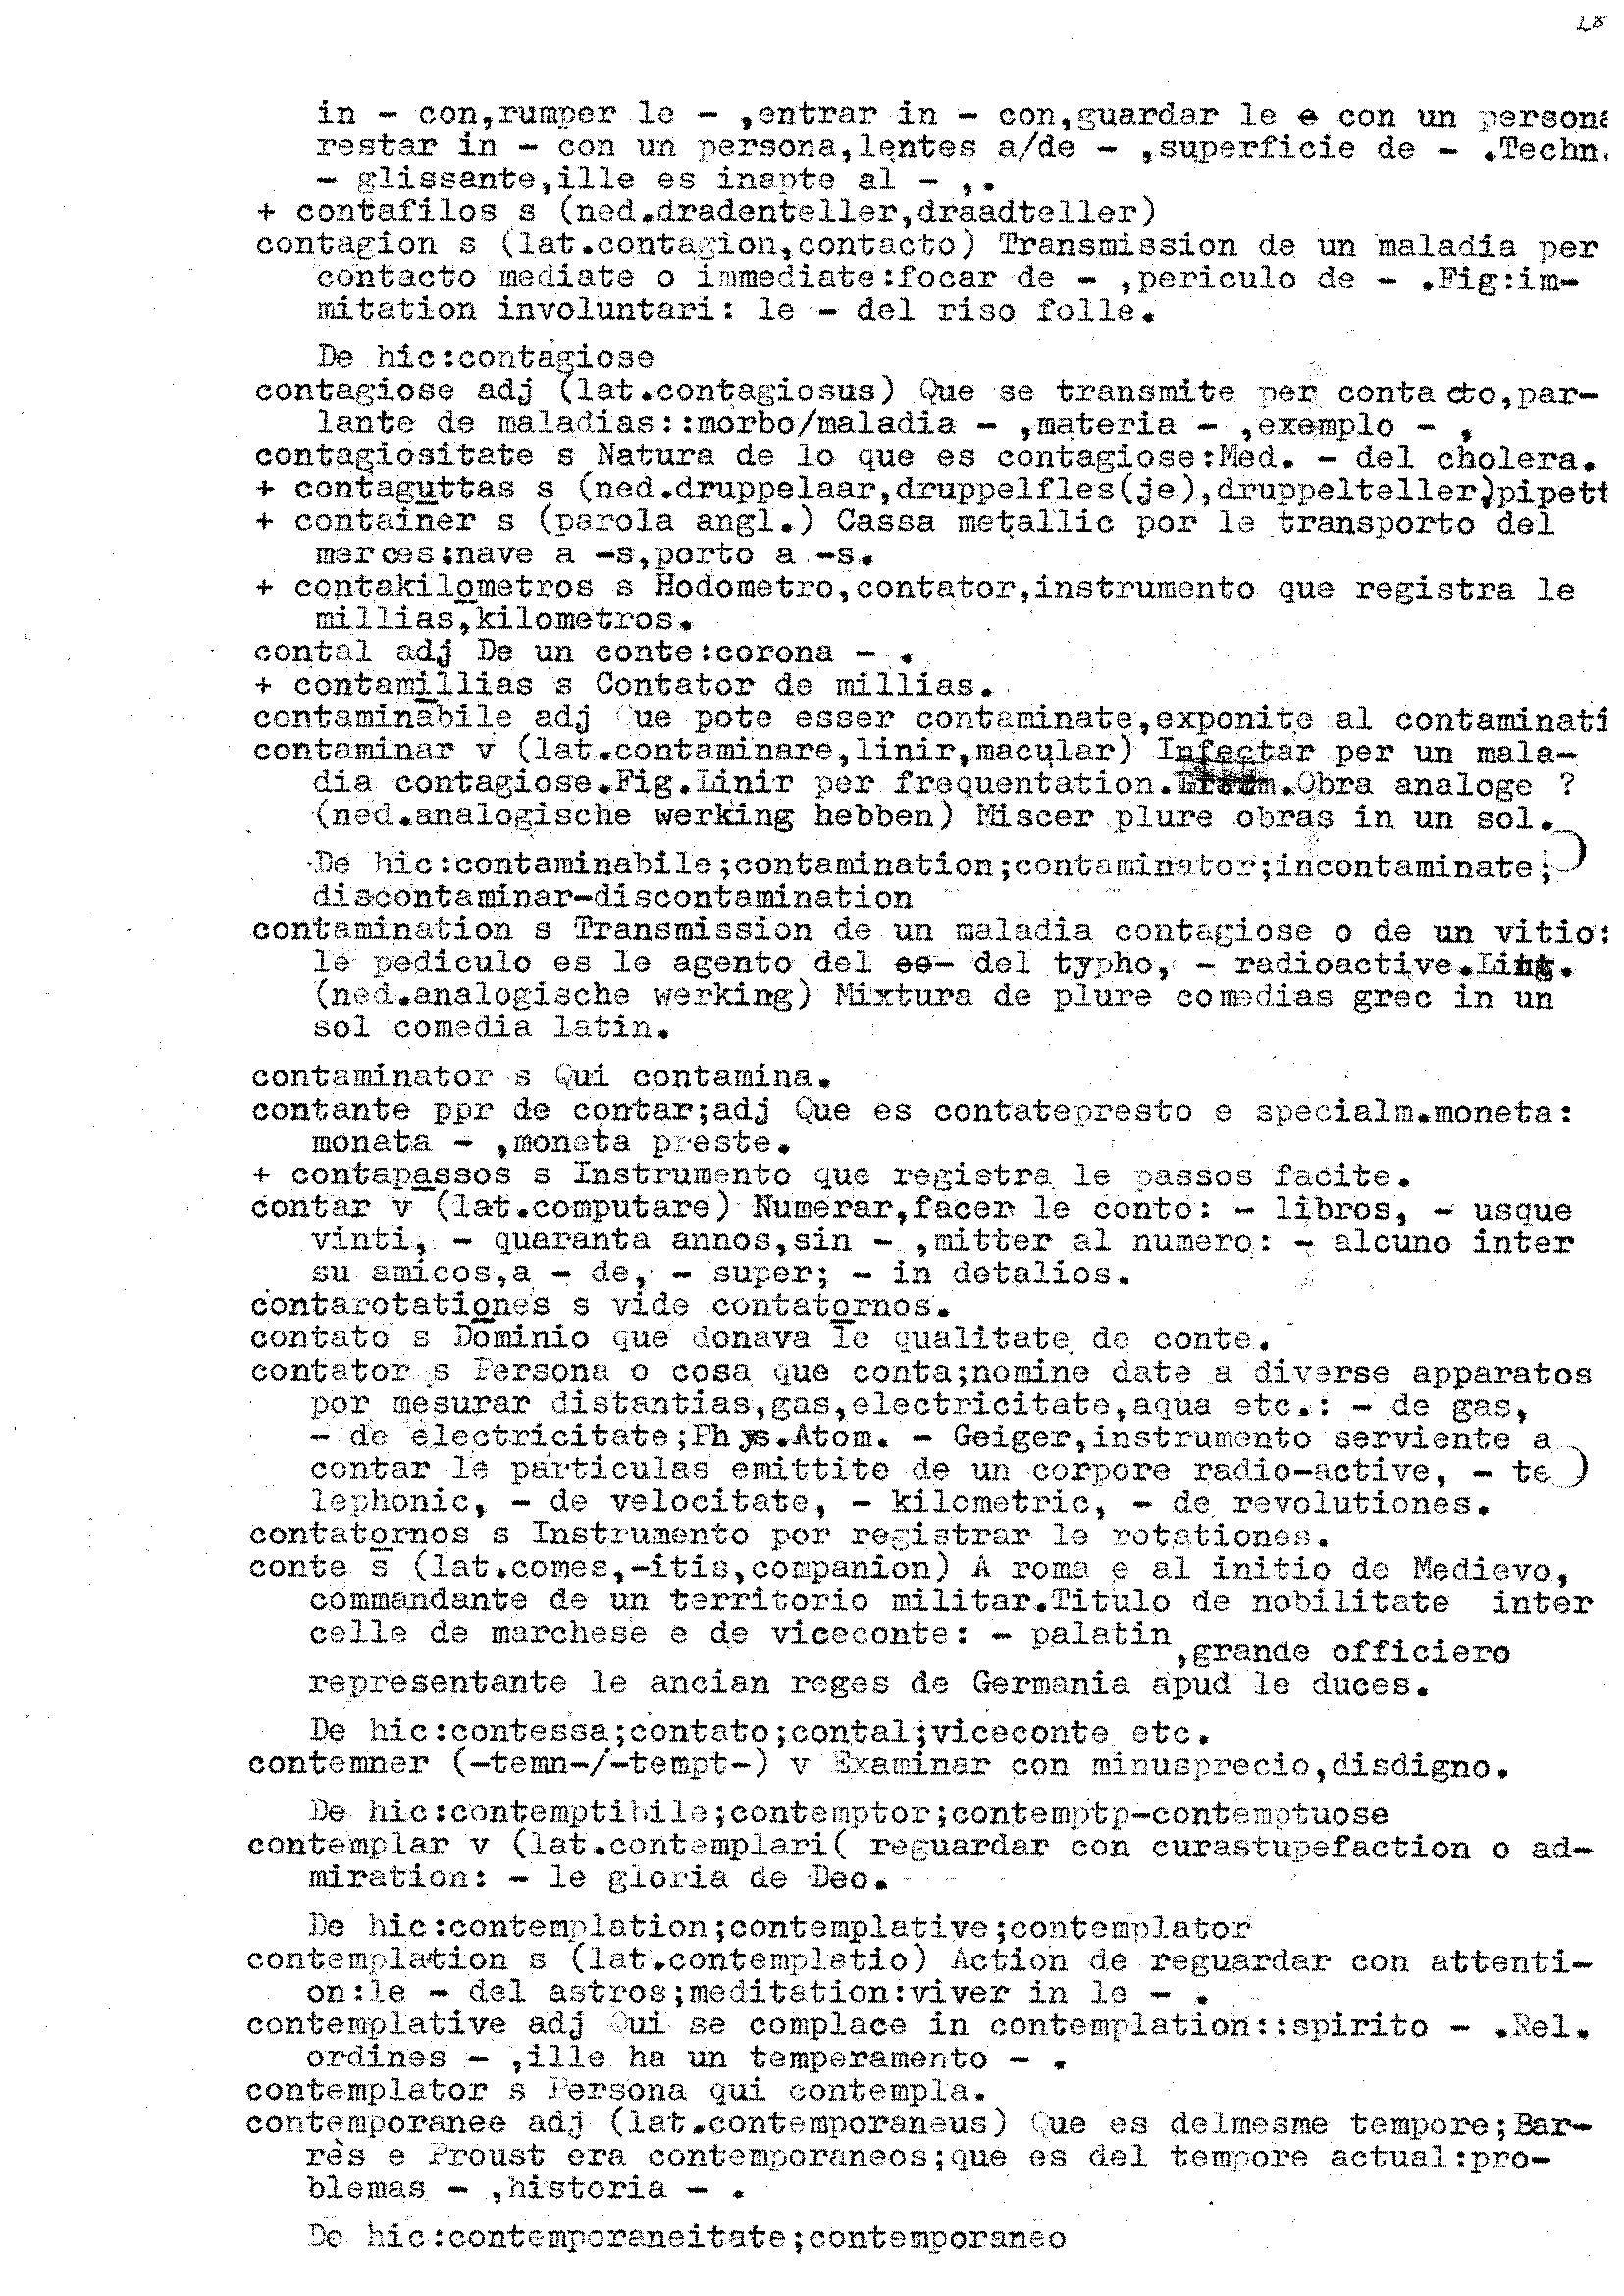 in - con,rumper le - ,entrar in - con,guardar le e con un persona
restar in - con un persona,lentes a/de - ,superficie de - .Techn.
- glissante,ille es inapte al - ,.
+ contafilos s (ned.dradenteller,draadteller)
contagion s (lat.contagion,contacto) Transmission de un maladia per
contacto mediate o immediate:focar de - ,periculo de - .Fig:im-
mitation involuntari: le - del riso folle.
De hic:contagiose
contagiose adj (lat.contagiosus) Que se transmite per conta cto,par-
lante de maladias::morbo/maladia - ,materia - ,exemplo - ,
contagiositate s Natura de lo que es contagiose:Med. - del cholera.
+ contaguttas s (ned.druppelaar,druppelfles(je),druppelteller)pipett
+ container s (parola angl.) Cassa metallic por le transporto del
merces:nave a -s,porto a -s.
+ contakilometros s Hodometro,contator,instrumento que registra le
millias,kilometros.
contal adj De un conte:corona - .
+ contamillias s Contator de millias.
contaminabile adj Que pote esser contaminate,exponite al contaminati
contaminar v (lat.contaminare,linir,macular) Infectar per un mala-
dia contagiose.Fig.Linir per frequentation. .Obra analoge ?
(ned.analogische werking hebben) Miscer plure obras in un sol.
De hic:contaminabile;contamination;contaminator;incontaminate;
discontaminar-discontamination
contamination s Transmission de un maladia contagiose o de un vitio:
le pediculo es le agento del co- del typho, - radioactive.Ling.
(ned.analogische werking) Mixtura de plure comedias grec in un
sol comedia latin.
contaminator s Qui contamina.
contante ppr de contar;adj Que es contatepresto e specialm.moneta:
monata - ,moneta preste.
+ contapassos s Instrumento que registra le passos facite.
contar v (lat.computare) Numerar,facer le conto: - libros, - usque
vinti, - quaranta annos,sin - ,mitter al numero: - alcuno inter
su amicos,a - de, - super; - in detalios.
contarotationes s vide contatornos.
contato s Dominio que donava le qualitate de conte.
contator s Persona o cosa que conta;nomine date a diverse apparatos
por mesurar distantias,gas,electricitate,aqua etc.: - de gas,
- de electricitate;Phys.Atom. - Geiger,instrumento serviente a
contar le particulas emittite de un corpore radio-active, - te
lephonic, - de velocitate, - kilometric, - de revolutiones.
contatornos s Instrumento por registrar le rotationes.
conte s (lat.comes,-itis,companion) A roma e al initio de Medievo,
commandante de un territorio militar.Titulo de nobilitate inter
celle de marchese e de viceconte: - palatin ,grande officiero
representante le ancian reges de Germania apud le duces.
De hic:contessa;contato;contal;viceconte etc.
contemner (-temn-/-tempt-) v Examinar con minusprecio,disdigno.
De hic:contemptibile;contemptor;contemptp-contemptuose
contemplar v (lat.contemplari( reguardar con curastupefaction o ad-
miration: - le gloria de Deo.
De hic:contemplation;contemplative;contemplator
contemplation s (lat.contemplatio) Action de reguardar con attenti-
on:le - del astros;meditation:viver in le - .
contemplative adj Qui se complace in contemplation::spirito - .Rel.
ordines - ,ille ha un temperamento - .
contemplator s Persona qui contempla.
contemporanee adj (lat.contemporaneus) Que es delmesme tempore;Bar-
rès e Proust era contemporaneos;que es del tempore actual:pro-
blemas - ,historia - .
De hic:contemporaneitate;contemporaneo